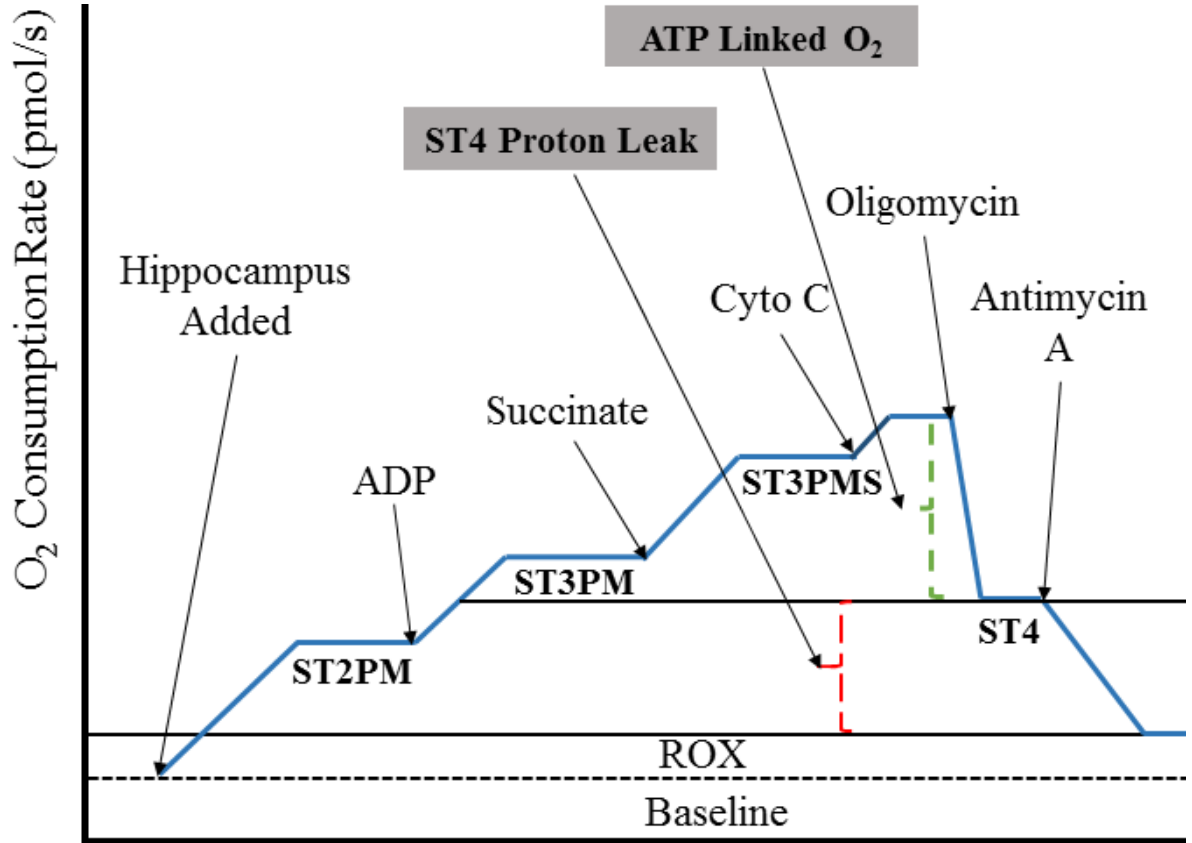 O₂ Consumption Rate (pmol/s)
ATP Linked O₂
ST4 Proton Leak
Oligomycin
Hippocampus
Added
Cyto C
Antimycin
A
Succinate
ADP
ST3PMS
ST3PM
ST4
ST2PM
ROX
Baseline